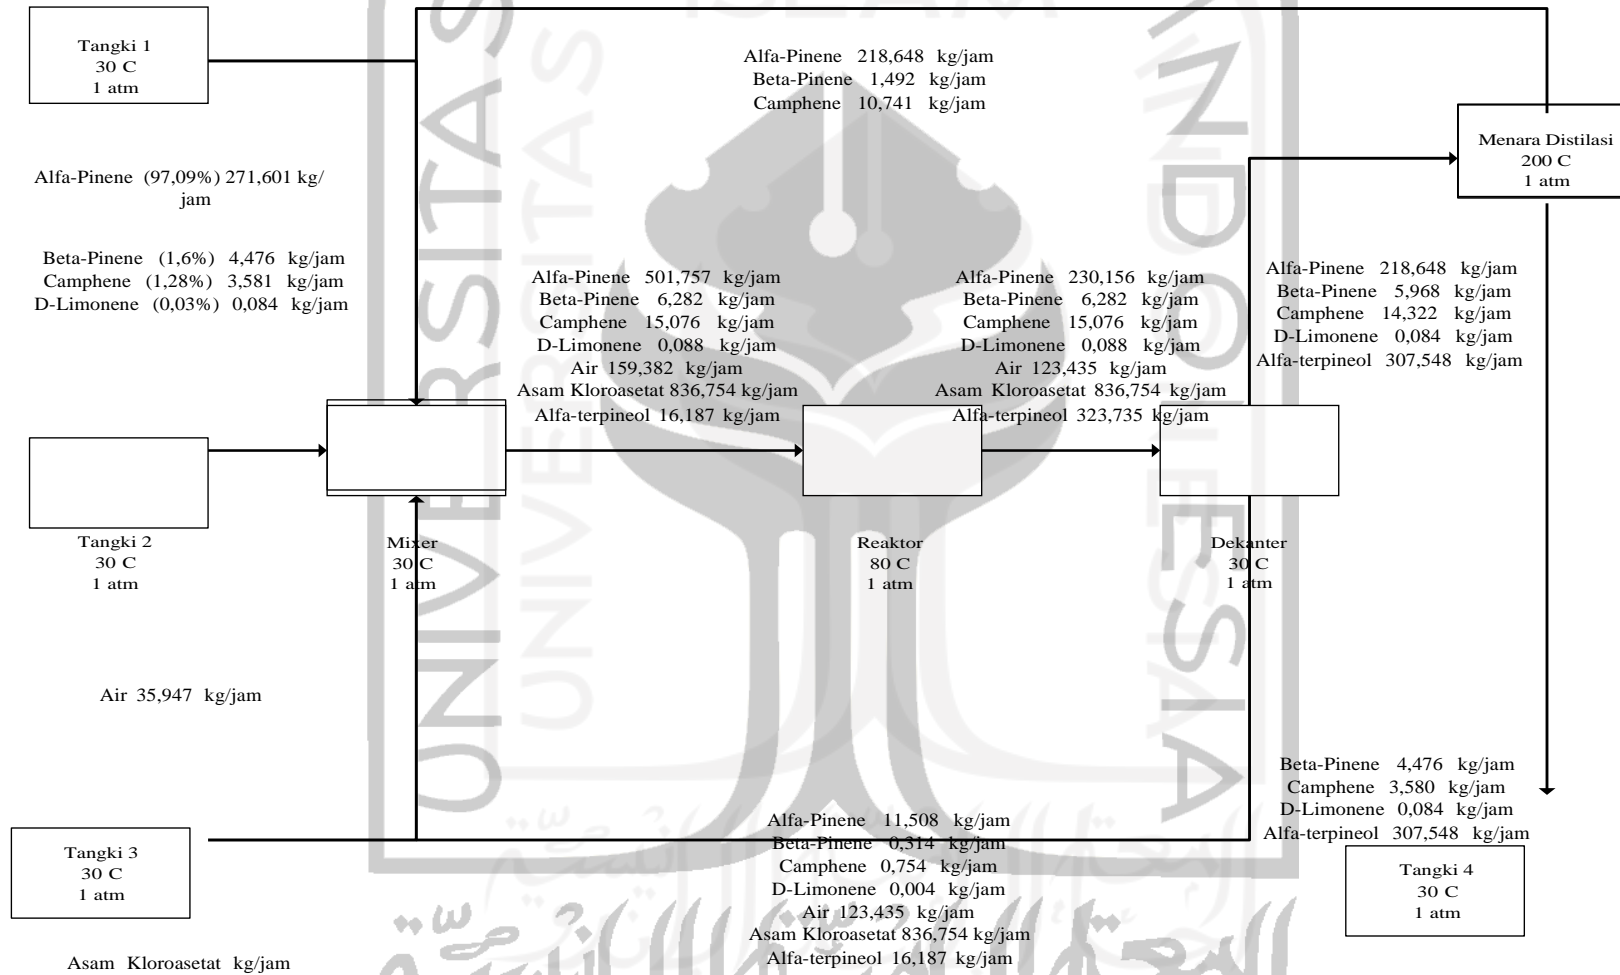 ISLAM
UNIVERSITAS
UNIVERSITAS
INDONESIA
Tangki 1
30 C
1 atm
Alfa-Pinene 218,648 kg/jam
Beta-Pinene 1,492 kg/jam
Camphene 10,741 kg/jam
Menara Distilasi
200 C
1 atm
Alfa-Pinene (97,09%) 271,601 kg/
jam
Beta-Pinene (1,6%) 4,476 kg/jam
Camphene (1,28%) 3,581 kg/jam
D-Limonene (0,03%) 0,084 kg/jam
Alfa-Pinene 501,757 kg/jam
Beta-Pinene 6,282 kg/jam
Camphene 15,076 kg/jam
D-Limonene 0,088 kg/jam
Air 159,382 kg/jam
Asam Kloroasetat 836,754 kg/jam
Alfa-terpineol 16,187 kg/jam
Alfa-Pinene 230,156 kg/jam
Beta-Pinene 6,282 kg/jam
Camphene 15,076 kg/jam
D-Limonene 0,088 kg/jam
Air 123,435 kg/jam
Asam Kloroasetat 836,754 kg/jam
Alfa-terpineol 323,735 kg/jam
Alfa-Pinene 218,648 kg/jam
Beta-Pinene 5,968 kg/jam
Camphene 14,322 kg/jam
D-Limonene 0,084 kg/jam
Alfa-terpineol 307,548 kg/jam
Tangki 2
30 C
1 atm
Mixer
30 C
1 atm
Reaktor
80 C
1 atm
Dekanter
30 C
1 atm
Air 35,947 kg/jam
Beta-Pinene 4,476 kg/jam
Camphene 3,580 kg/jam
D-Limonene 0,084 kg/jam
Alfa-terpineol 307,548 kg/jam
Tangki 3
30 C
1 atm
Alfa-Pinene 11,508 kg/jam
Beta-Pinene 0,314 kg/jam
Camphene 0,754 kg/jam
D-Limonene 0,004 kg/jam
Air 123,435 kg/jam
Asam Kloroasetat 836,754 kg/jam
Alfa-terpineol 16,187 kg/jam
Tangki 4
30 C
1 atm
Asam Kloroasetat kg/jam